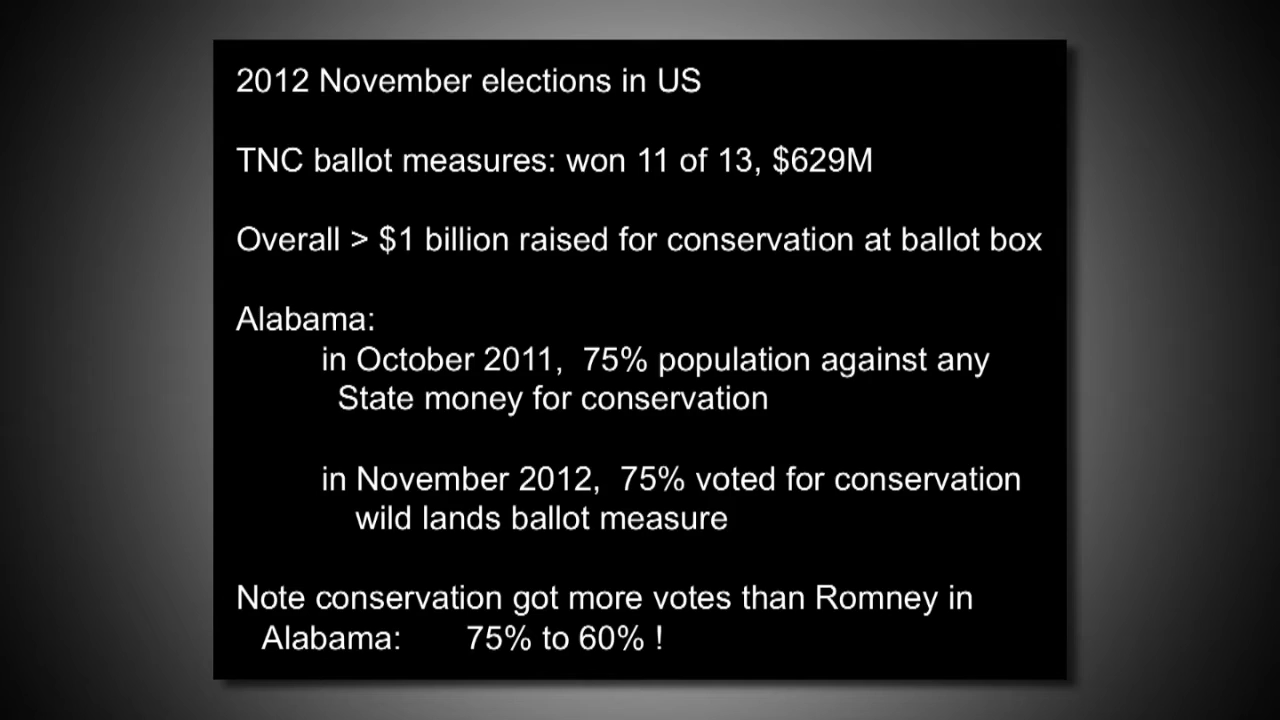 2012 November elections in US
TNC ballot measures: won 11 of 13, $629M
Overall > $1 billion raised for conservation at ballot box
Alabama:
in October 2011, 75% population against any
State money for conservation
in November 2012, 75% voted for conservation
wild lands ballot measure
Note conservation got more votes than Romney in
Alabama: 75% to 60% !